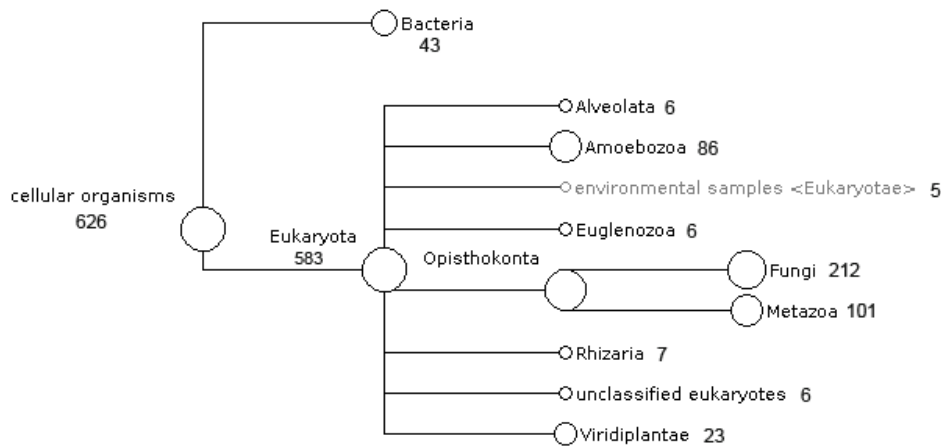 Bacteria
43
Alveolata 6
Amoebozoa 86
environmental samples <Eukaryotae> 5
cellular organisms
626
Euglenozoa 6
Eukaryota
583
Opisthokonta
Fungi 212
Metazoa 101
Rhizaria 7
unclassified eukaryotes 6
Viridiplantae 23